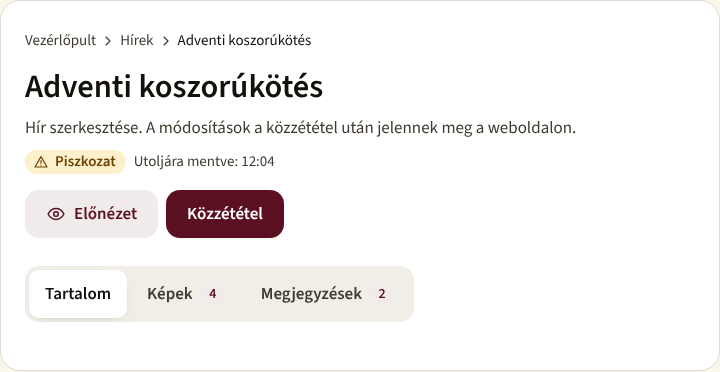 Vezérlőpult > Hírek > Adventi koszorúkötés
Adventi koszorúkötés
Hír szerkesztése. A módosítások a közzététel után jelennek meg a weboldalon.
Piszkozat Utoljára mentve: 12:04
Előnézet Közzététel
Tartalom Képek 4 Megjegyzések 2